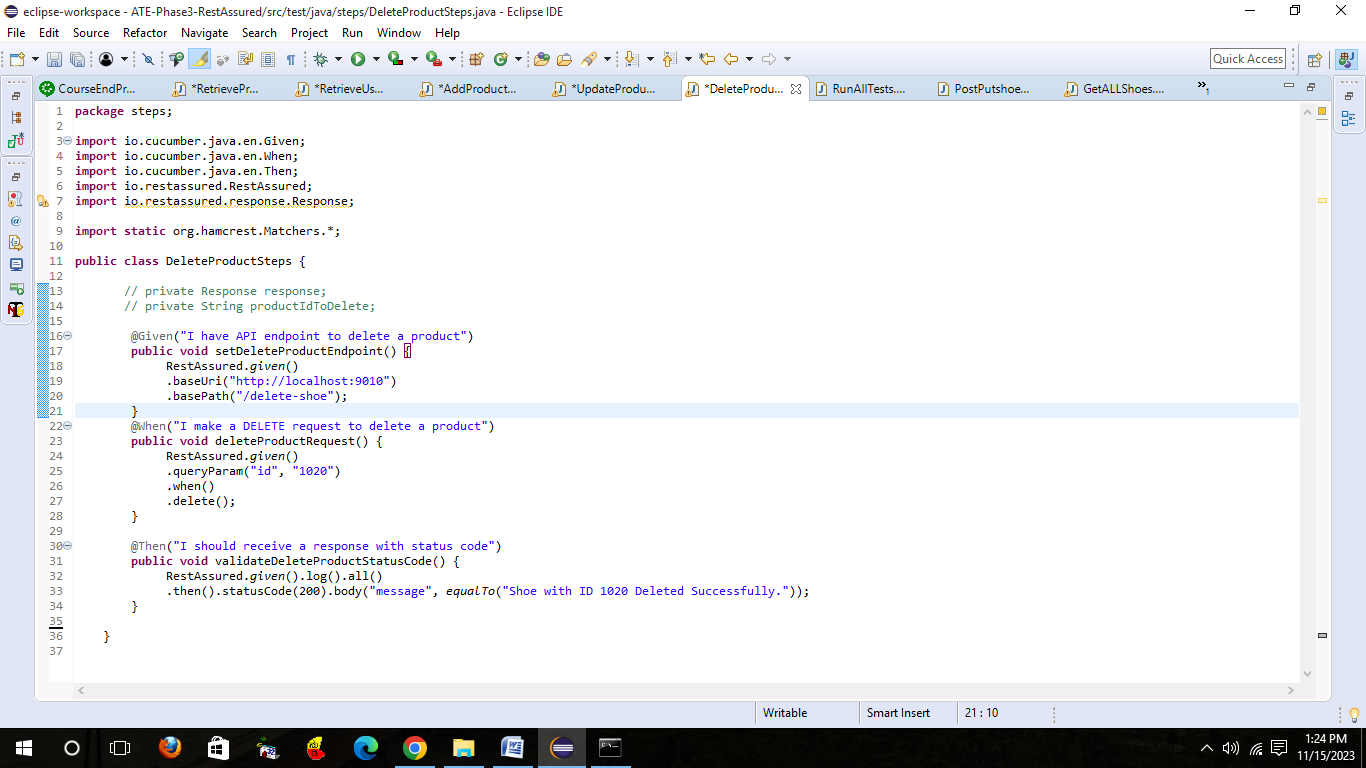 eclipse-workspace - ATE-Phase3-RestAssured/src/test/java/steps/DeleteProductSteps.java - Eclipse IDE
File Edit Source Refactor Navigate Search Project Run Window Help
Quick Access
CourseEndPr... *RetrievePr... *RetrieveUs... *AddProduct... *UpdateProdu... *DeleteProdu... RunAllTests.... PostPutshoe... GetALLShoes.... »1
1 package steps;
2
3 import io.cucumber.java.en.Given;
4 import io.cucumber.java.en.When;
5 import io.cucumber.java.en.Then;
6 import io.restassured.RestAssured;
7 import io.restassured.response.Response;
8
9 import static org.hamcrest.Matchers.*;
10
11 public class DeleteProductSteps {
12
13 // private Response response;
14 // private String productIdToDelete;
15
16 @Given("I have API endpoint to delete a product")
17 public void setDeleteProductEndpoint() {
18 RestAssured.given()
19 .baseUri("http://localhost:9010")
20 .basePath("/delete-shoe");
21 }
22 @When("I make a DELETE request to delete a product")
23 public void deleteProductRequest() {
24 RestAssured.given()
25 .queryParam("id", "1020")
26 .when()
27 .delete();
28 }
29
30 @Then("I should receive a response with status code")
31 public void validateDeleteProductStatusCode() {
32 RestAssured.given().log().all()
33 .then().statusCode(200).body("message", equalTo("Shoe with ID 1020 Deleted Successfully."));
34 }
35
36 }
37
Writable Smart Insert 21 : 10
1:24 PM
11/15/2023